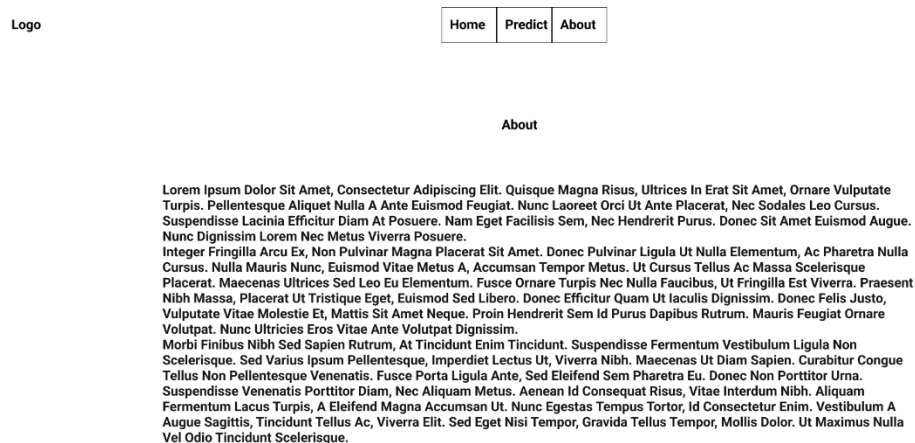 Logo
Home Predict About
About
Lorem Ipsum Dolor Sit Amet, Consectetur Adipiscing Elit. Quisque Magna Risus, Ultrices In Erat Sit Amet, Ornare Vulputate
Turpis. Pellentesque Aliquet Nulla A Ante Euismod Feugiat. Nunc Laoreet Orci Ut Ante Placerat, Nec Sodales Leo Cursus.
Suspendisse Lacinia Efficitur Diam At Posuere. Nam Eget Facilisis Sem, Nec Hendrerit Purus. Donec Sit Amet Euismod Augue.
Nunc Dignissim Lorem Nec Metus Viverra Posuere.
Integer Fringilla Arcu Ex, Non Pulvinar Magna Placerat Sit Amet. Donec Pulvinar Ligula Ut Nulla Elementum, Ac Pharetra Nulla
Cursus. Nulla Mauris Nunc, Euismod Vitae Metus A, Accumsan Tempor Metus. Ut Cursus Tellus Ac Massa Scelerisque
Placerat. Maecenas Ultrices Sed Leo Eu Elementum. Fusce Ornare Turpis Nec Nulla Faucibus, Ut Fringilla Est Viverra. Praesent
Nibh Massa, Placerat Ut Tristique Eget, Euismod Sed Libero. Donec Efficitur Quam Ut Iaculis Dignissim. Donec Felis Justo,
Vulputate Vitae Molestie Et, Mattis Sit Amet Neque. Proin Hendrerit Sem Id Purus Dapibus Rutrum. Mauris Feugiat Ornare
Volutpat. Nunc Ultricies Eros Vitae Ante Volutpat Dignissim.
Morbi Finibus Nibh Sed Sapien Rutrum, At Tincidunt Enim Tincidunt. Suspendisse Fermentum Vestibulum Ligula Non
Scelerisque. Sed Varius Ipsum Pellentesque, Imperdiet Lectus Ut, Viverra Nibh. Maecenas Ut Diam Sapien. Curabitur Congue
Tellus Non Pellentesque Venenatis. Fusce Porta Ligula Ante, Sed Eleifend Sem Pharetra Eu. Donec Non Porttitor Urna.
Suspendisse Venenatis Porttitor Diam, Nec Aliquam Metus. Aenean Id Consequat Risus, Vitae Interdum Nibh. Aliquam
Fermentum Lacus Turpis, A Eleifend Magna Accumsan Ut. Nunc Egestas Tempus Tortor, Id Consectetur Enim. Vestibulum A
Augue Sagittis, Tincidunt Tellus Ac, Viverra Elit. Sed Eget Nisi Tempor, Gravida Tellus Tempor, Mollis Dolor. Ut Maximus Nulla
Vel Odio Tincidunt Scelerisque.